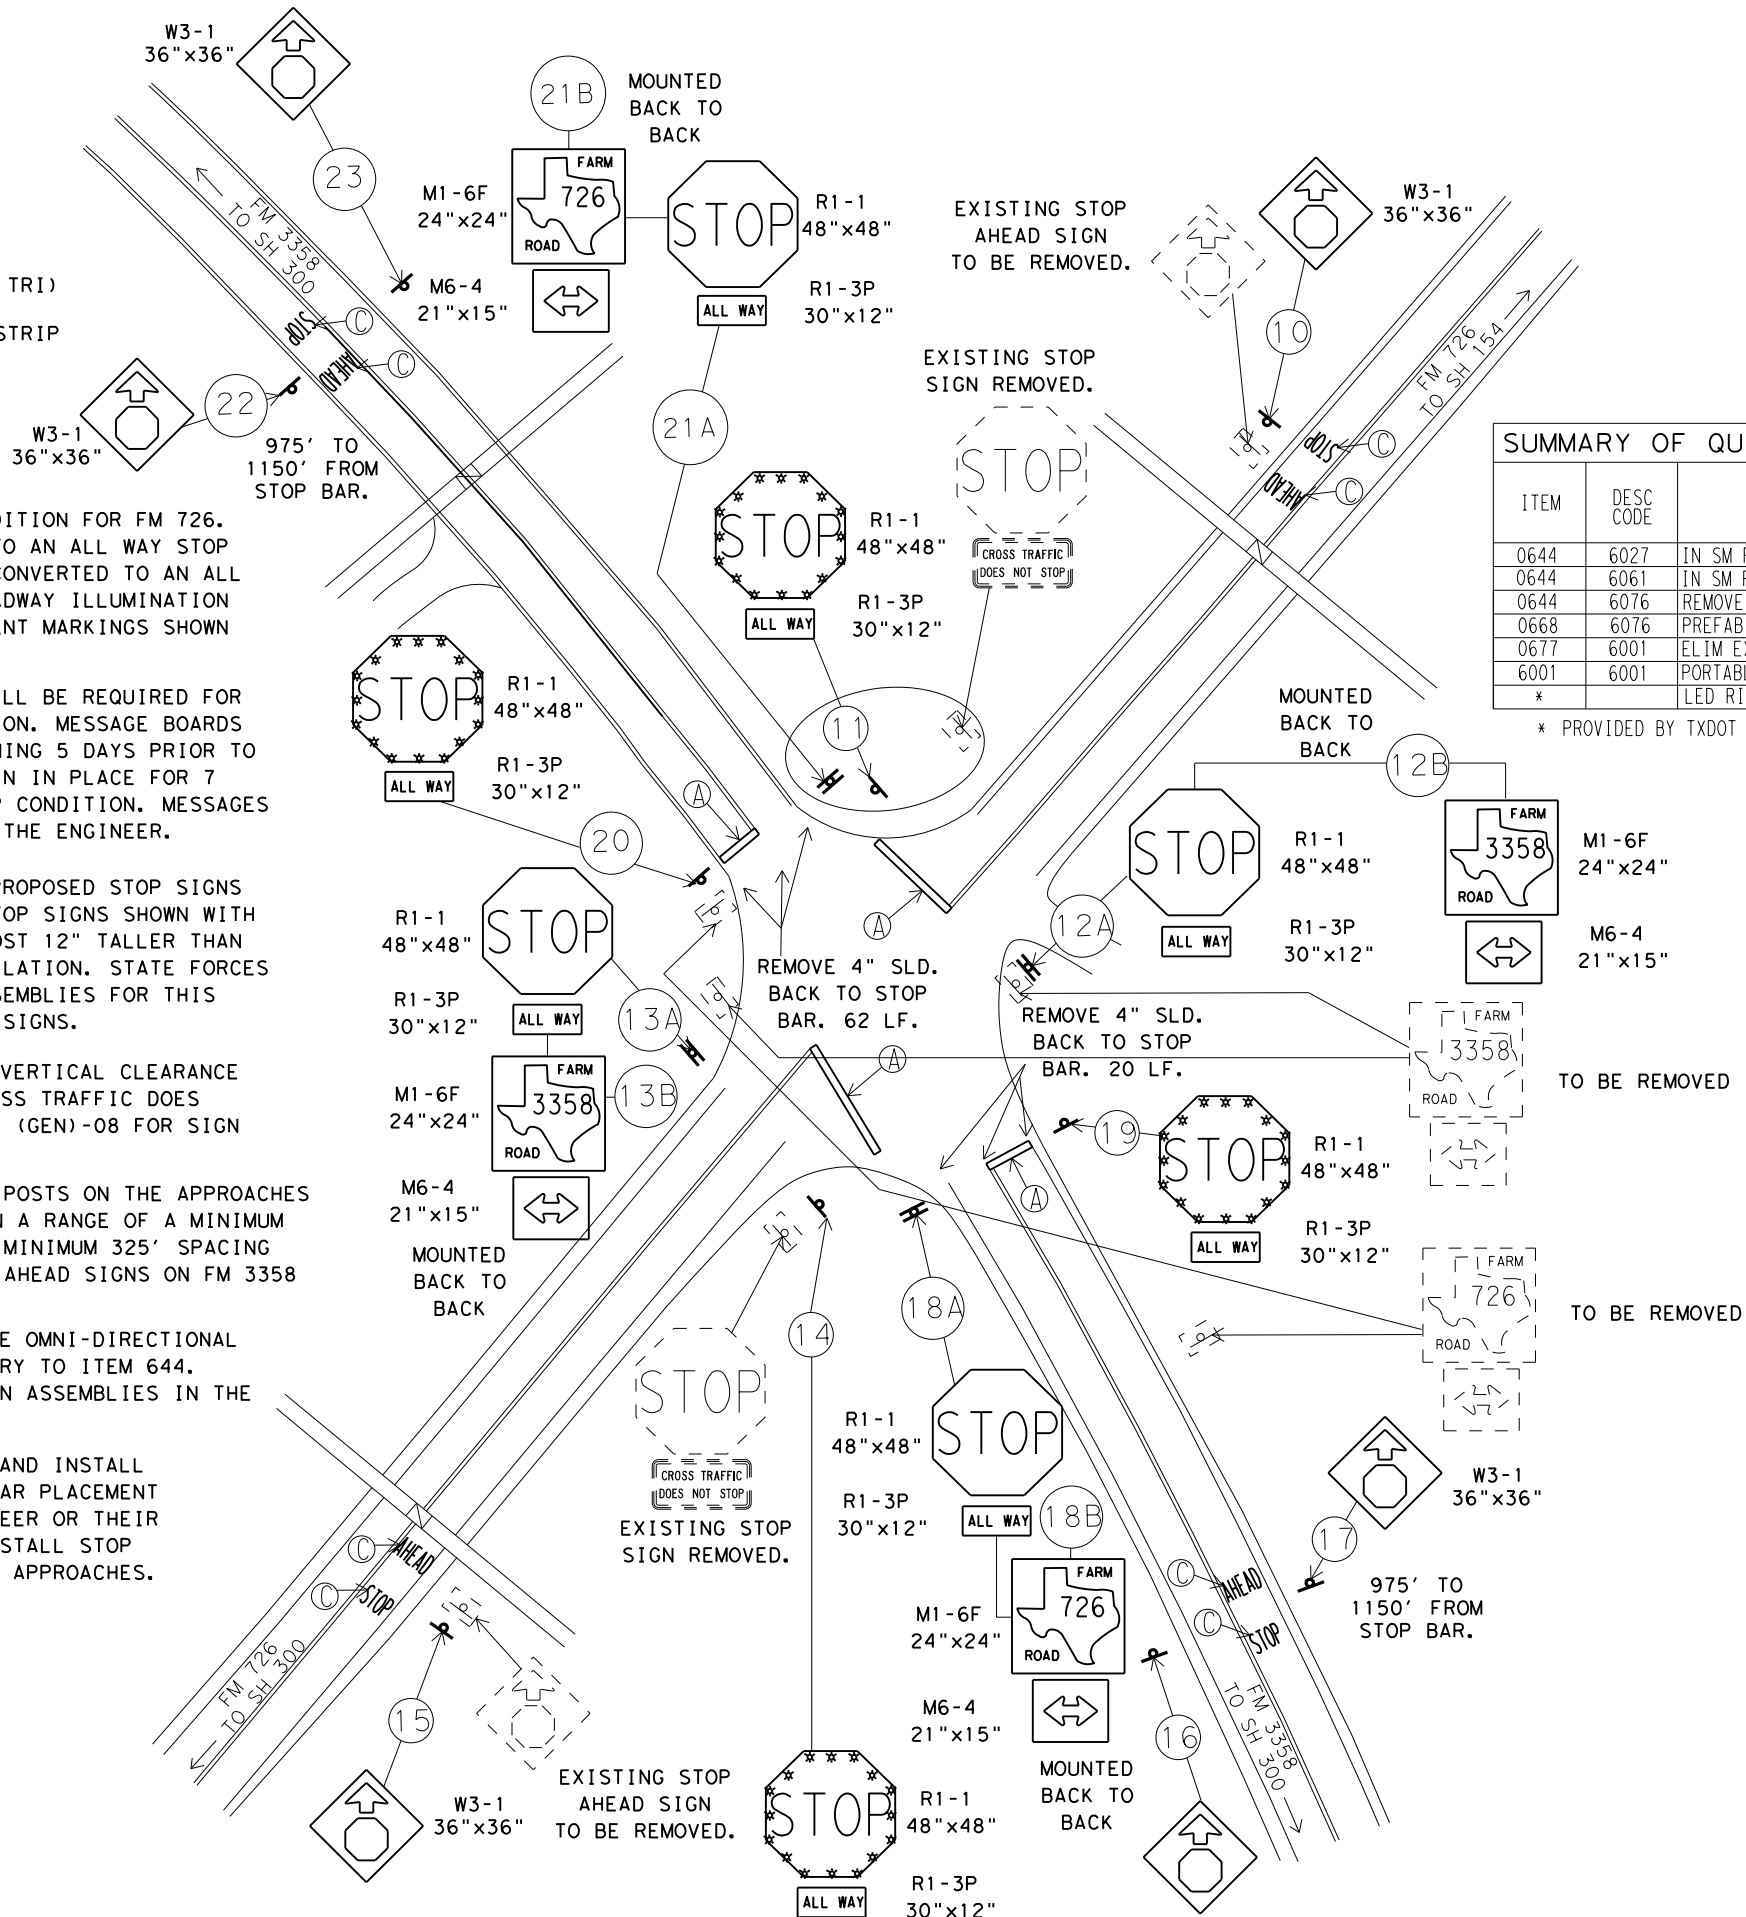 W3-1
36"x36"
23
21B
MOUNTED
BACK TO
BACK
M1-6F
24"x24"
FARM
726
ROAD
STOP
R1-1
48"x48"
M6-4
21"x15"
ALL WAY
R1-3P
30"x12"
FM 3358
TO SH 300
STOP
C
AHEAD
C
EXISTING STOP
AHEAD SIGN
TO BE REMOVED.
W3-1
36"x36"
10
FM 726
TO SH 154
STOP
C
AHEAD
C
TRI)
STRIP
W3-1
36"x36"
22
975' TO
1150' FROM
STOP BAR.
21A
EXISTING STOP
SIGN REMOVED.
STOP
CROSS TRAFFIC
DOES NOT STOP
STOP
R1-1
48"x48"
ALL WAY
R1-3P
30"x12"
11
SUMMARY OF QU
ITEM
DESC
CODE
0644 6027 IN SM
0644 6061 IN SM
0644 6076 REMOVE
0668 6076 PREFAB
0677 6001 ELIM
6001 6001
* LED
* PROVIDED BY TXDOT
DITION FOR FM 726.
TO AN ALL WAY STOP
CONVERTED TO AN ALL
ADWAY ILLUMINATION
ENT MARKINGS SHOWN
LL BE REQUIRED FOR
ION. MESSAGE BOARDS
NING 5 DAYS PRIOR TO
N IN PLACE FOR 7
P CONDITION. MESSAGES
THE ENGINEER.
PROPOSED STOP SIGNS
TOP SIGNS SHOWN WITH
OST 12" TALLER THAN
LLATION. STATE FORCES
SEMBLIES FOR THIS
SIGNS.
VERTICAL CLEARANCE
SS TRAFFIC DOES
(GEN)-08 FOR SIGN
POSTS ON THE APPROACHES
N A RANGE OF A MINIMUM
MINIMUM 325' SPACING
AHEAD SIGNS ON FM 3358
E OMNI-DIRECTIONAL
RY TO ITEM 644.
N ASSEMBLIES IN THE
AND INSTALL
AR PLACEMENT
EER OR THEIR
STALL STOP
APPROACHES.
STOP
R1-1
48"x48"
ALL WAY
R1-3P
30"x12"
20
A
A
MOUNTED
BACK TO
BACK
12B
STOP
R1-1
48"x48"
FARM
3358
ROAD
M1-6F
24"x24"
12A
ALL WAY
R1-3P
30"x12"
M6-4
21"x15"
R1-1
48"x48"
STOP
R1-3P
30"x12"
ALL WAY
13A
M1-6F
24"x24"
FARM
3358
ROAD
13B
M6-4
21"x15"
MOUNTED
BACK TO
BACK
REMOVE 4" SLD.
BACK TO STOP
BAR. 62 LF.
A
REMOVE 4" SLD.
BACK TO STOP
BAR. 20 LF.
FARM
3358
ROAD
TO BE REMOVED
19
STOP
R1-1
48"x48"
ALL WAY
R1-3P
30"x12"
A
FARM
726
ROAD
TO BE REMOVED
14
18A
STOP
CROSS TRAFFIC
DOES NOT STOP
EXISTING STOP
SIGN REMOVED.
R1-1
48"x48"
STOP
R1-3P
30"x12"
ALL WAY
18B
M1-6F
24"x24"
FARM
726
ROAD
M6-4
21"x15"
MOUNTED
BACK TO
BACK
W3-1
36"x36"
17
975' TO
1150' FROM
STOP BAR.
C
AHEAD
C
STOP
FM 3358
TO SH 300
16
C
AHEAD
C
STOP
FM 726
TO SH 300
15
W3-1
36"x36"
EXISTING STOP
AHEAD SIGN
TO BE REMOVED.
STOP
R1-1
48"x48"
ALL WAY
R1-3P
30"x12"